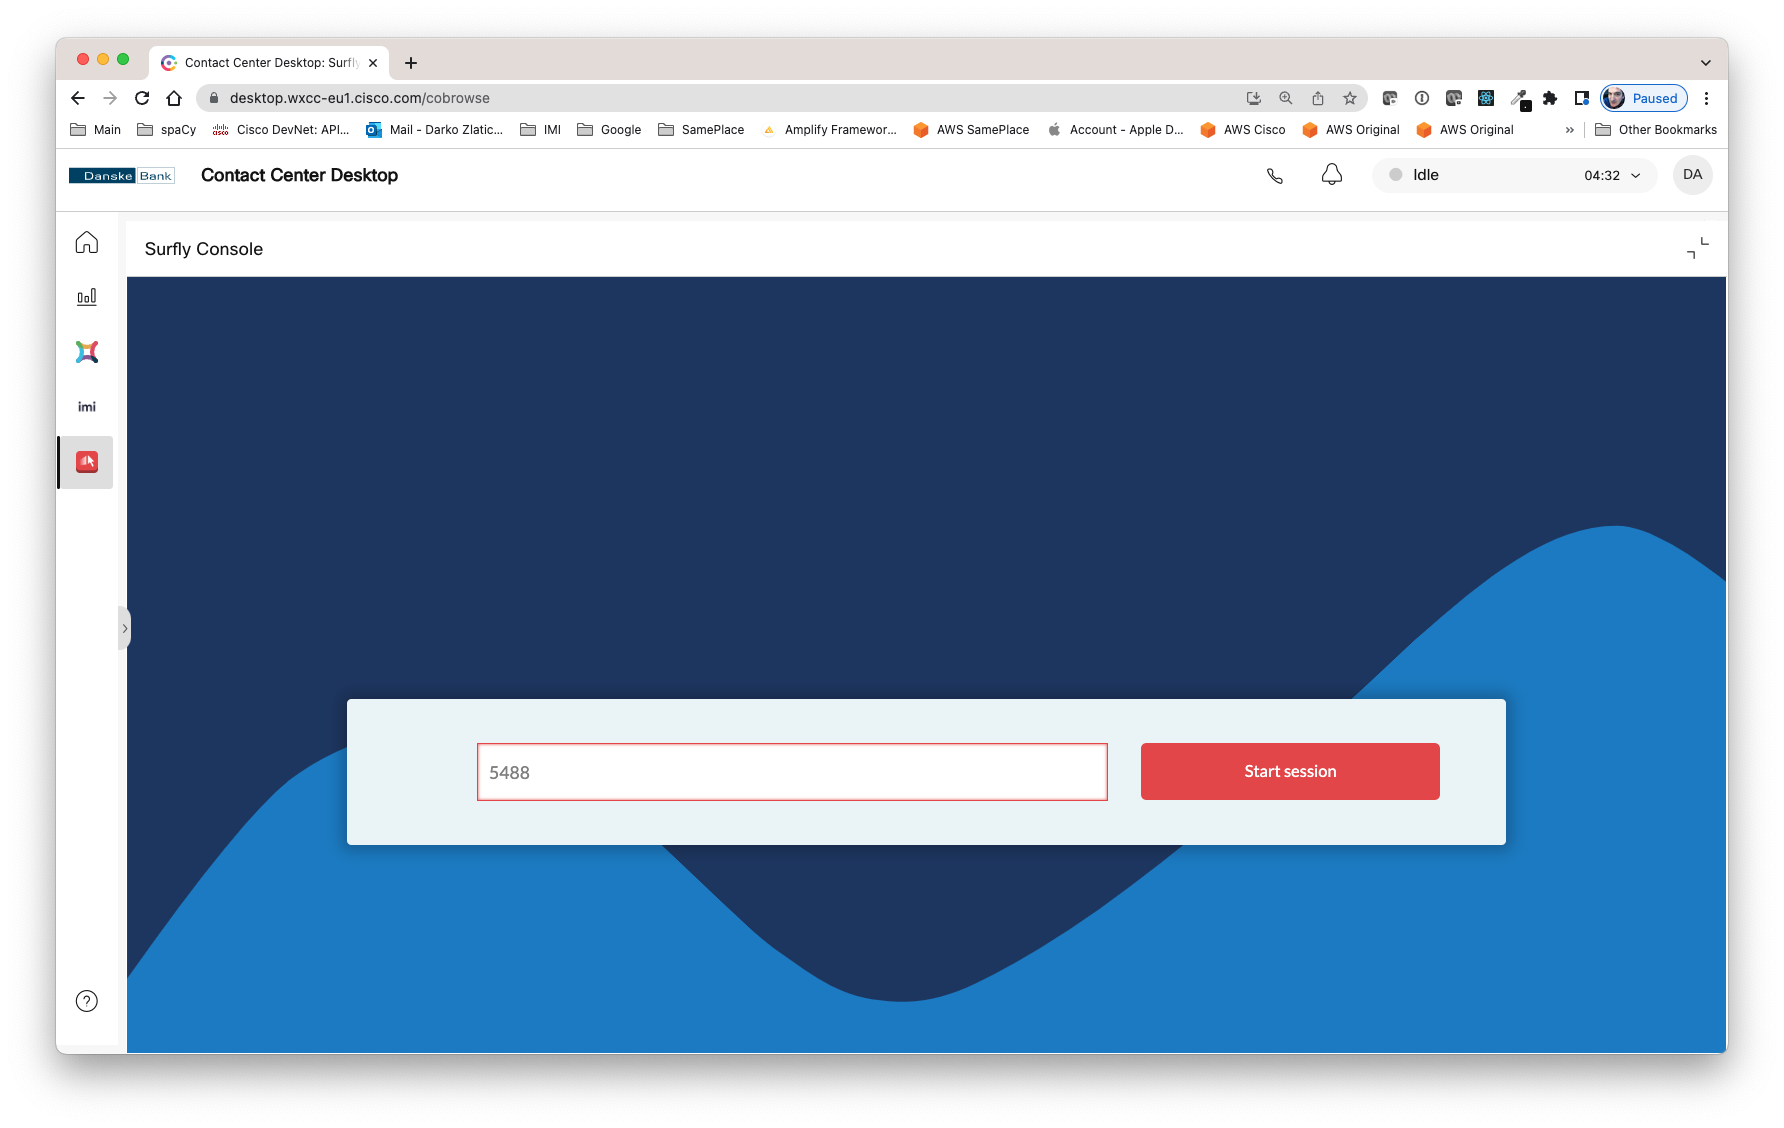 Contact Center Desktop: Surfly
desktop.wxcc-eu1.cisco.com/cobrowse
Paused
Main spaCy Cisco DevNet: API... Mail - Darko Zlatic... IMI Google SamePlace Amplify Framewor... AWS SamePlace Account - Apple D... AWS Cisco AWS Original AWS Original » Other Bookmarks
Danske Bank Contact Center Desktop Idle 04:32 DA
Surfly Console
imi
5488 Start session
?